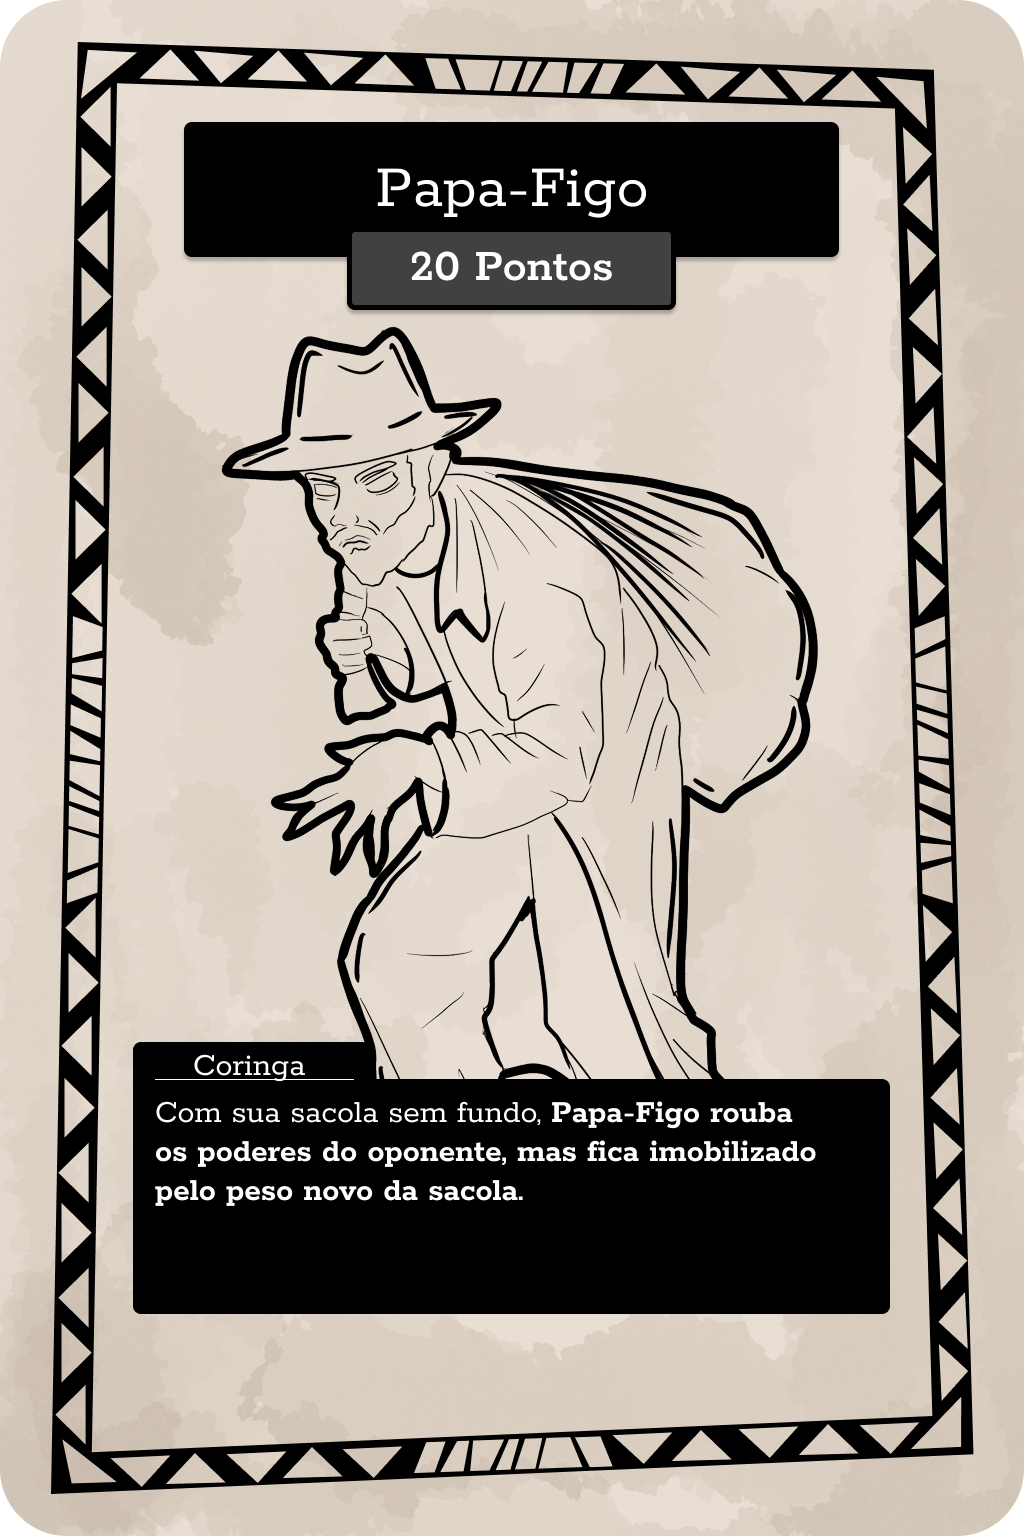 Papa-Figo
20 Pontos
Coringa
Com sua sacola sem fundo, Papa-Figo rouba
os poderes do oponente, mas fica imobilizado
pelo peso novo da sacola.